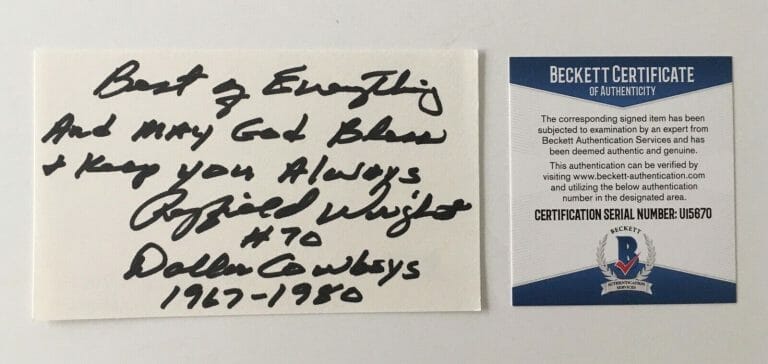 Best of Everything
And MAy God Bless
& Keep you Always
Rayfield Wright
#70
Dallas Cowboys
1967-1980
BECKETT CERTIFICATE
OF AUTHENTICITY
The corresponding signed item has been
subjected to examination by an expert from
Beckett Authentication Services and has
been deemed authentic and genuine.
This authentication can be verified by
visiting www.beckett-authentication.com
and utilizing the below authentication
number in the designated area.
CERTIFICATION SERIAL NUMBER: U15670
BECKETT
B
AUTHENTICATION
SERVICES